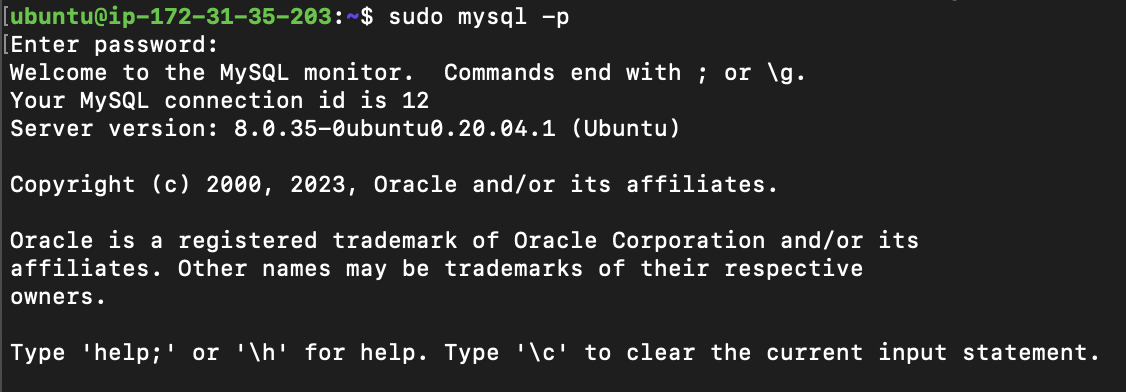 [ubuntu@ip-172-31-35-203:~$ sudo mysql -p
[Enter password:
Welcome to the MySQL monitor.  Commands end with ; or \g.
Your MySQL connection id is 12
Server version: 8.0.35-0ubuntu0.20.04.1 (Ubuntu)

Copyright (c) 2000, 2023, Oracle and/or its affiliates.

Oracle is a registered trademark of Oracle Corporation and/or its
affiliates. Other names may be trademarks of their respective
owners.

Type 'help;' or '\h' for help. Type '\c' to clear the current input statement.